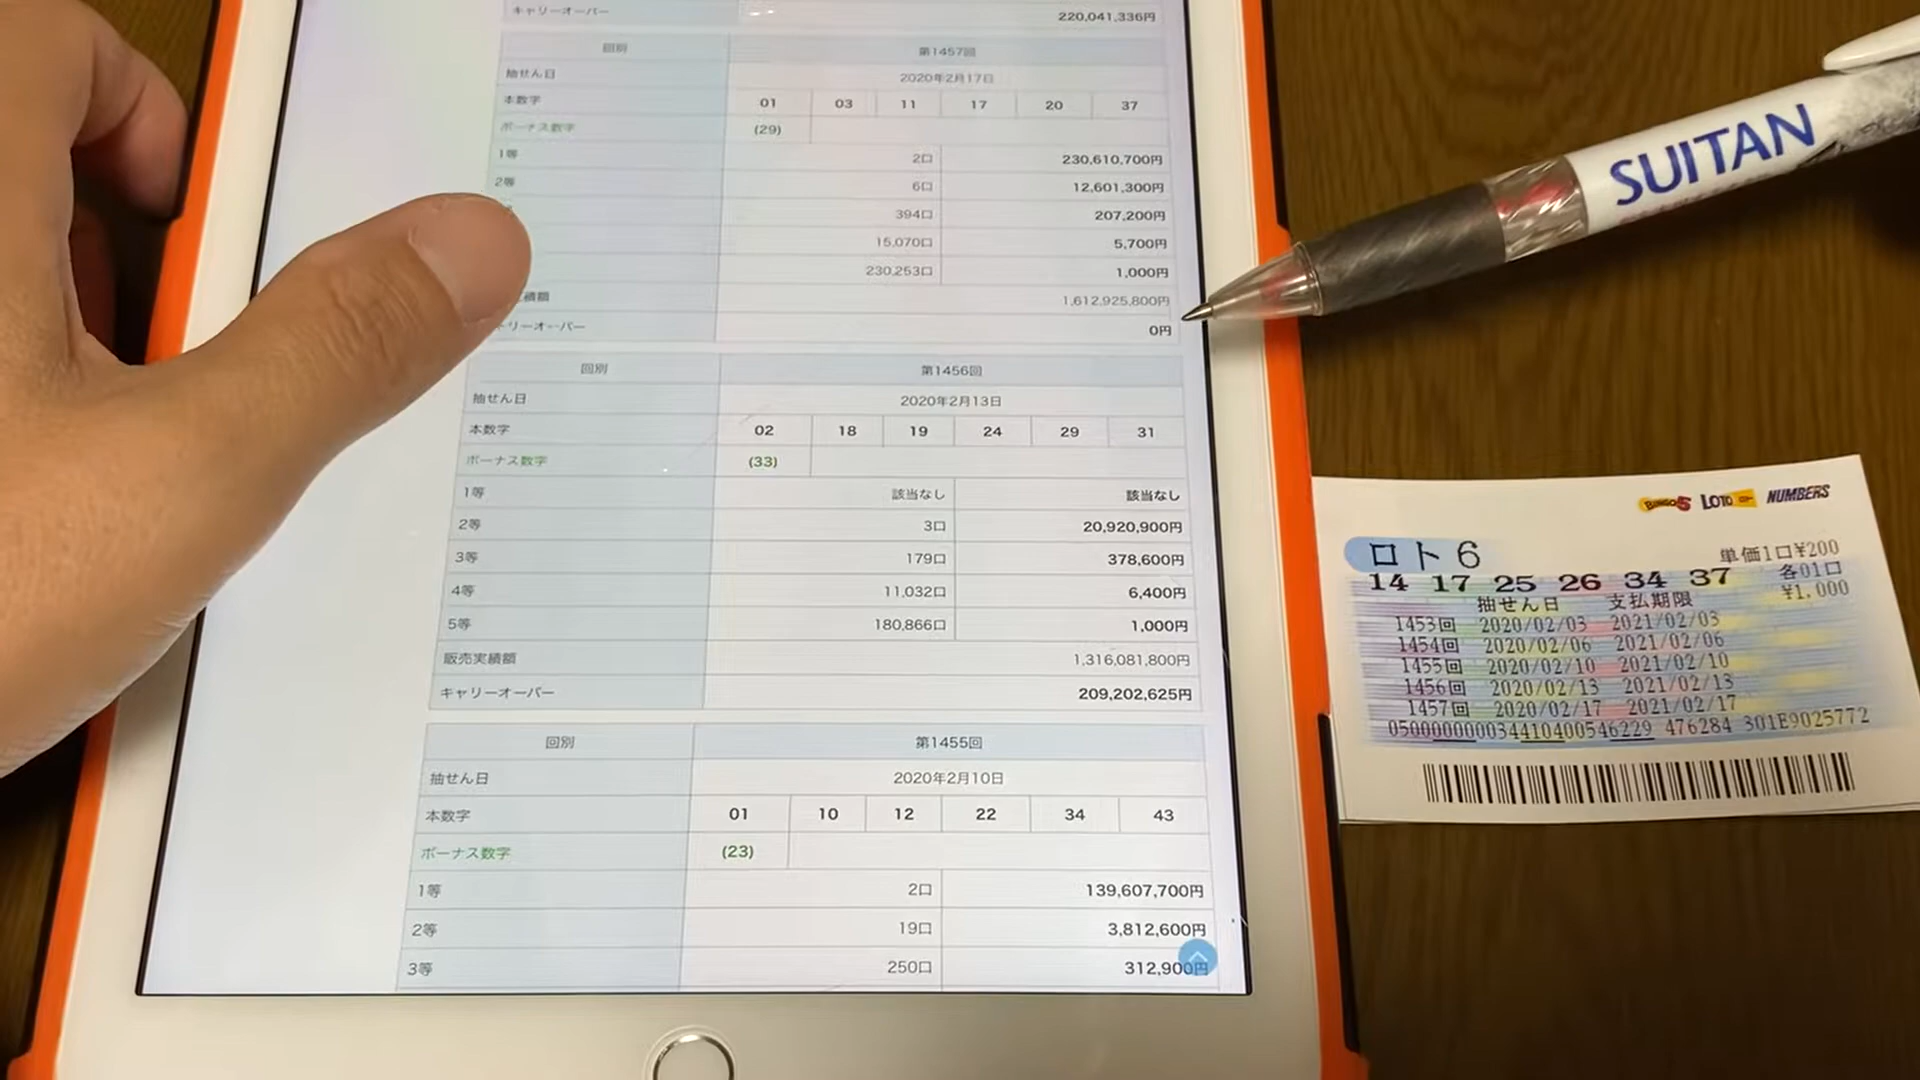 キャリーオーバー 220,041,336円
回別 第1457回
抽せん日 2020年2月17日
本数字 01 03 11 17 20 37
ボーナス数字 (29)
1等 2口 230,610,700円
2等 6口 12,601,300円
394口 207,200円
15,070口 5,700円
230,253口 1,000円
実績額 1,612,925,800円
リーオーバー 0円
回別 第1456回
抽せん日 2020年2月13日
本数字 02 18 19 24 29 31
ボーナス数字 (33)
1等 該当なし 該当なし
2等 3口 20,920,900円
3等 179口 378,600円
4等 11,032口 6,400円
5等 180,866口 1,000円
販売実績額 1,316,081,800円
キャリーオーバー 209,202,625円
回別 第1455回
抽せん日 2020年2月10日
本数字 01 10 12 22 34 43
ボーナス数字 (23)
1等 2口 139,607,700円
2等 19口 3,812,600円
3等 250口 312,900円
SUITAN
BINGO5 LOTO NUMBERS
ロト6 単価1口¥200
14 17 25 26 34 37 各01口
抽せん日 支払期限 ¥1,000
1453回 2020/02/03 2021/02/03
1454回 2020/02/06 2021/02/06
1455回 2020/02/10 2021/02/10
1456回 2020/02/13 2021/02/13
1457回 2020/02/17 2021/02/17
050000000034410400546229 476284 301E9025772